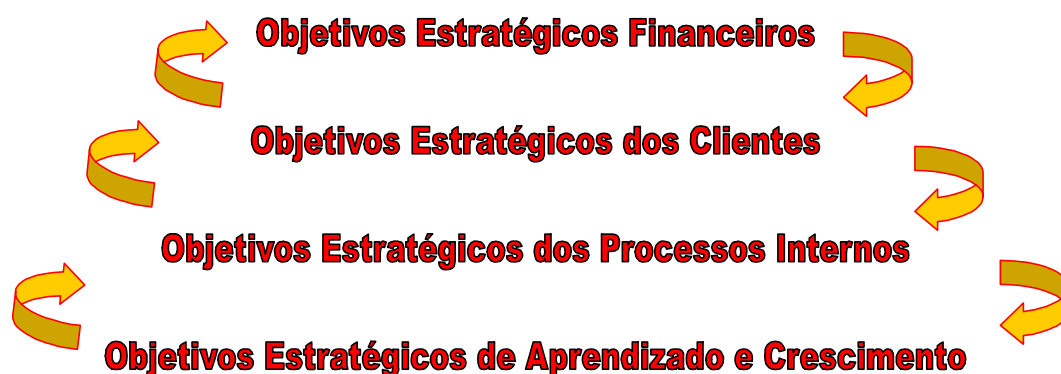 Objetivos Estratégicos Financeiros
Objetivos Estratégicos dos Clientes
Objetivos Estratégicos dos Processos Internos
Objetivos Estratégicos de Aprendizado e Crescimento